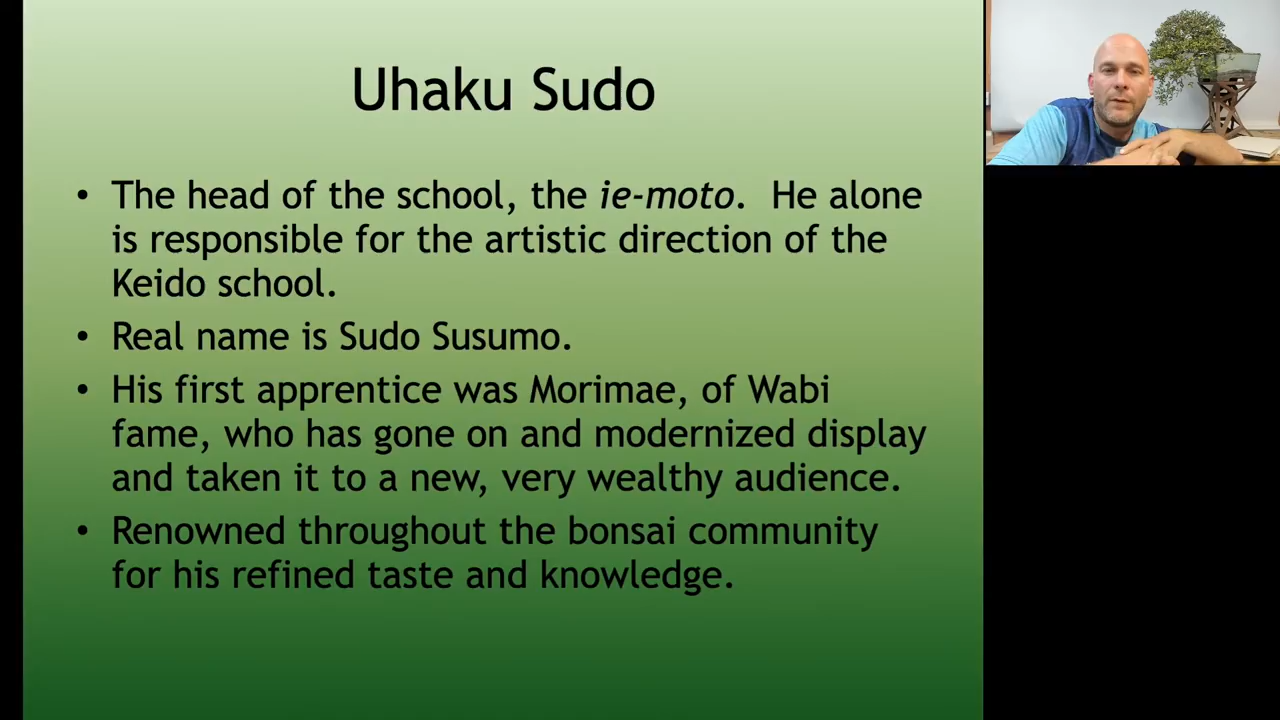 Uhaku Sudo
• The head of the school, the ie-moto. He alone
is responsible for the artistic direction of the
Keido school.
• Real name is Sudo Susumo.
• His first apprentice was Morimae, of Wabi
fame, who has gone on and modernized display
and taken it to a new, very wealthy audience.
• Renowned throughout the bonsai community
for his refined taste and knowledge.